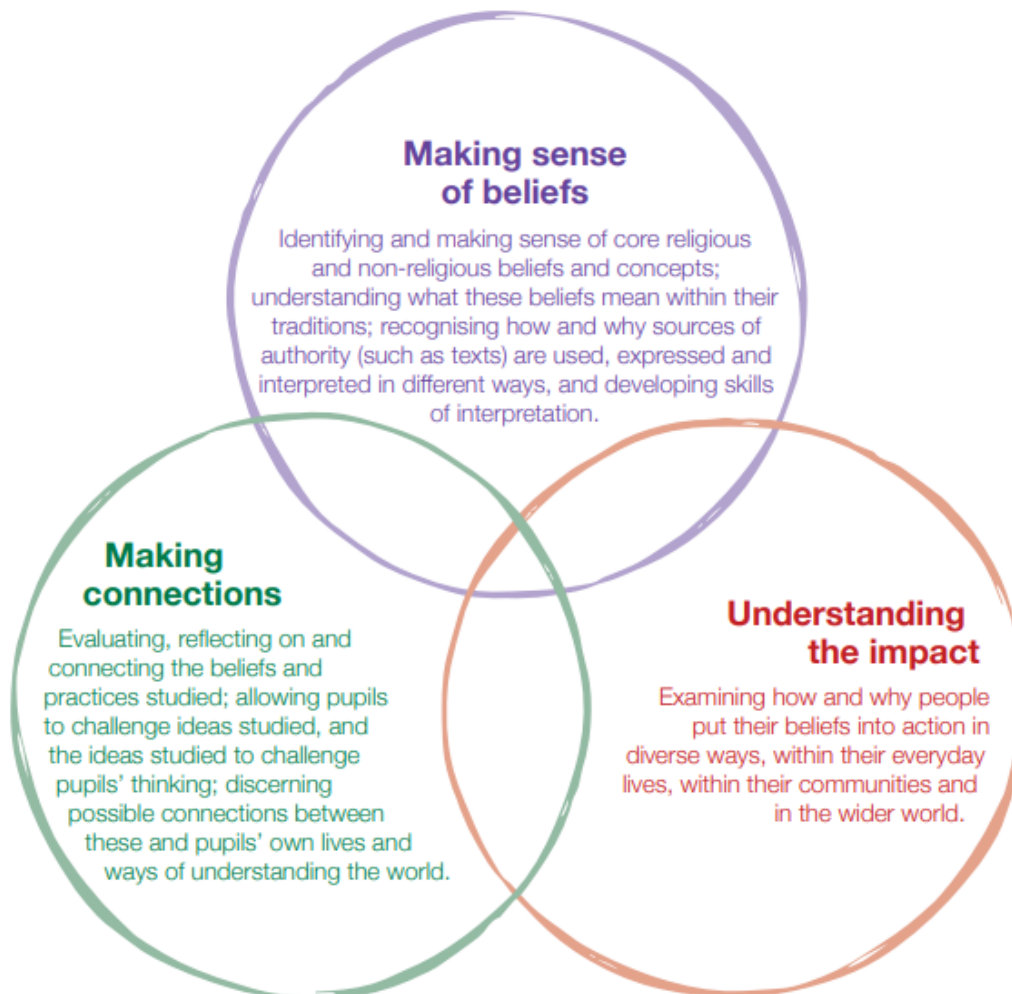 Making sense
of beliefs
Identifying and making sense of core religious
and non-religious beliefs and concepts;
understanding what these beliefs mean within their
traditions; recognising how and why sources of
authority (such as texts) are used, expressed and
interpreted in different ways, and developing skills
of interpretation.
Making
connections
Evaluating, reflecting on and
connecting the beliefs and
practices studied; allowing pupils
to challenge ideas studied, and
the ideas studied to challenge
pupils' thinking; discerning
possible connections between
these and pupils' own lives and
ways of understanding the world.
Understanding
the impact
Examining how and why people
put their beliefs into action in
diverse ways, within their everyday
lives, within their communities and
in the wider world.